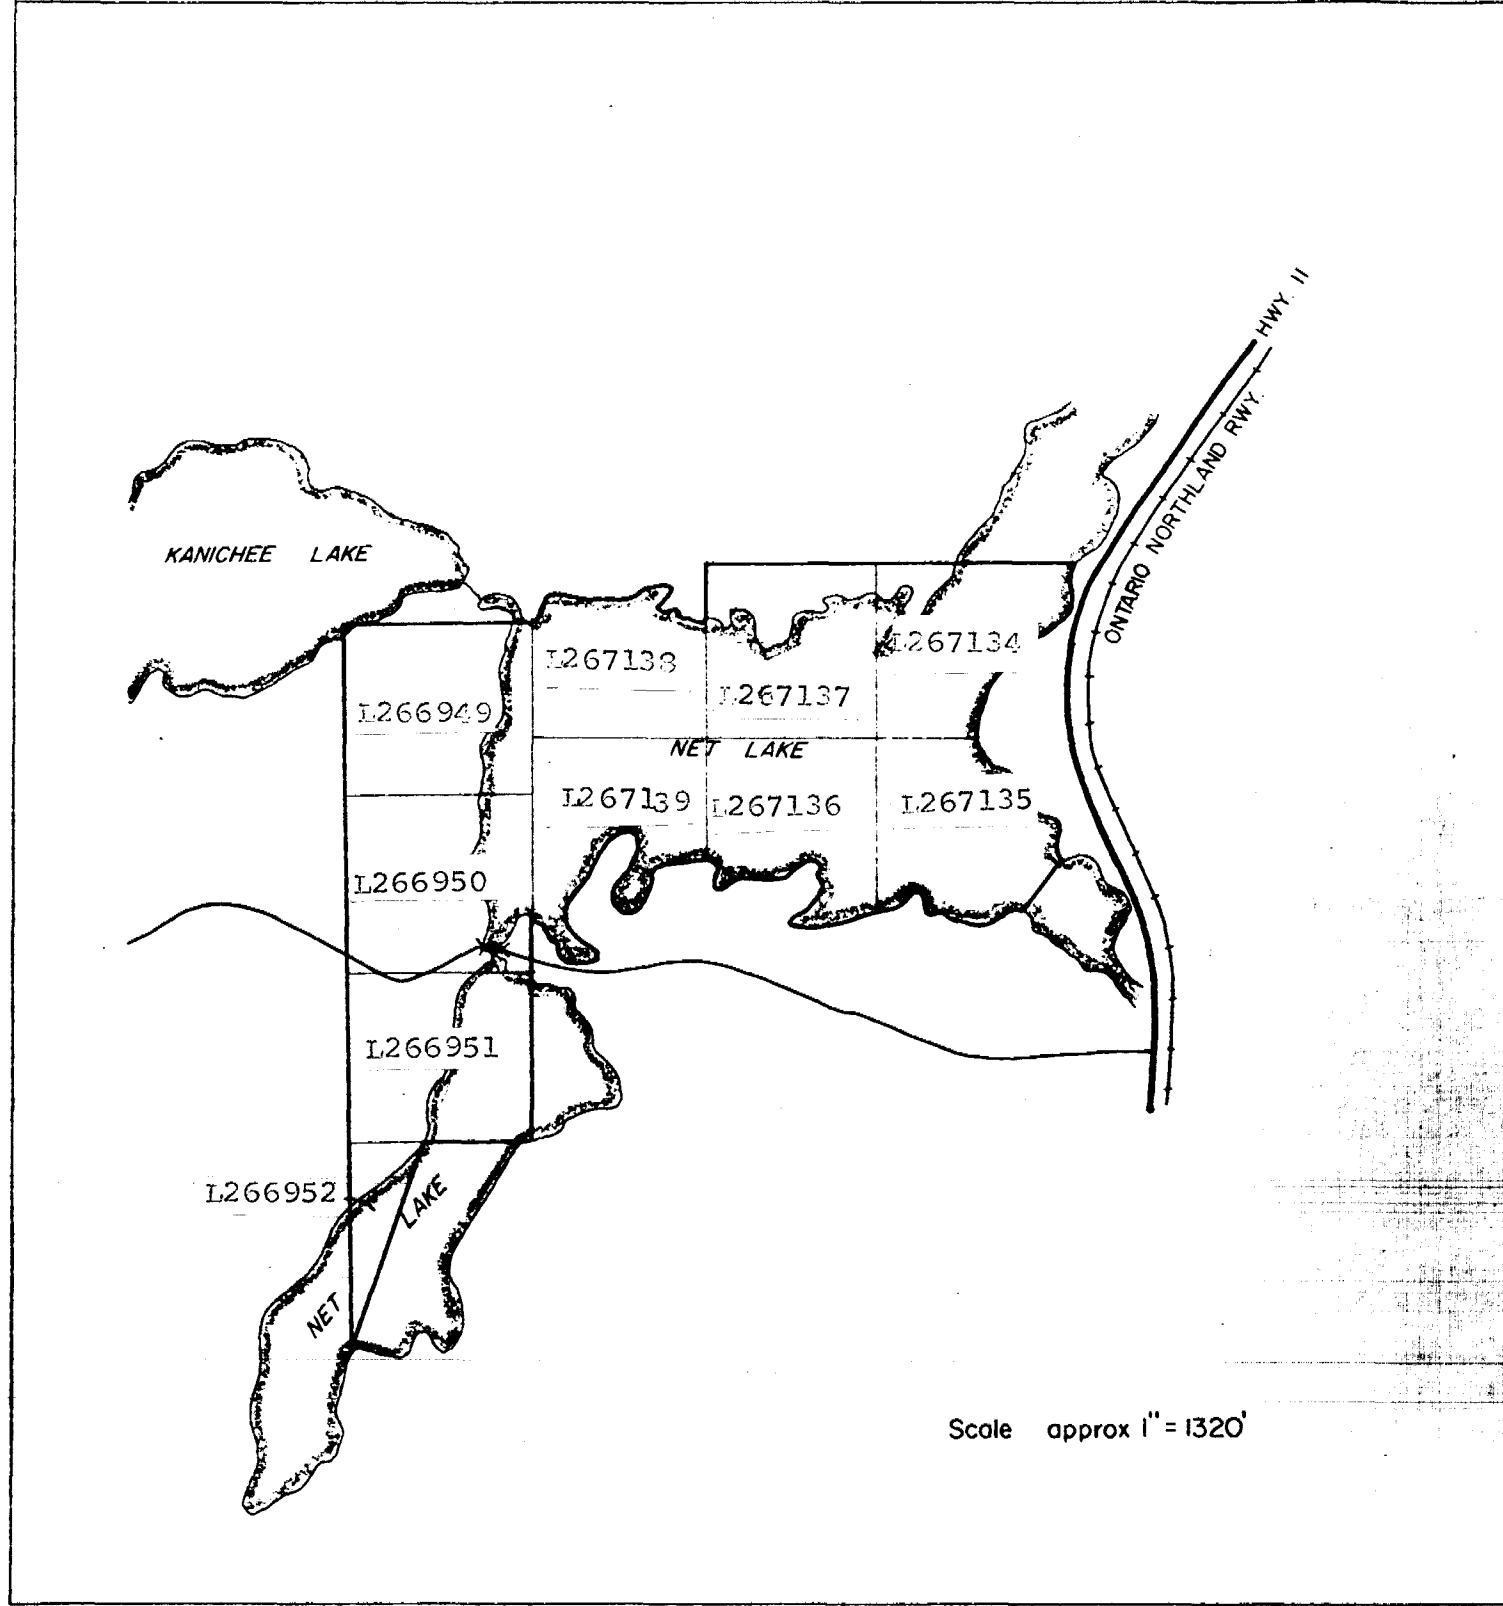 HWY. 11
ONTARIO NORTHLAND RWY.
KANICHEE LAKE
L267138
L267134
L267137
L266949
NET LAKE
L267139
L267136
L267135
L266950
L266951
L266952
NET LAKE
Scale approx 1" = 1320'